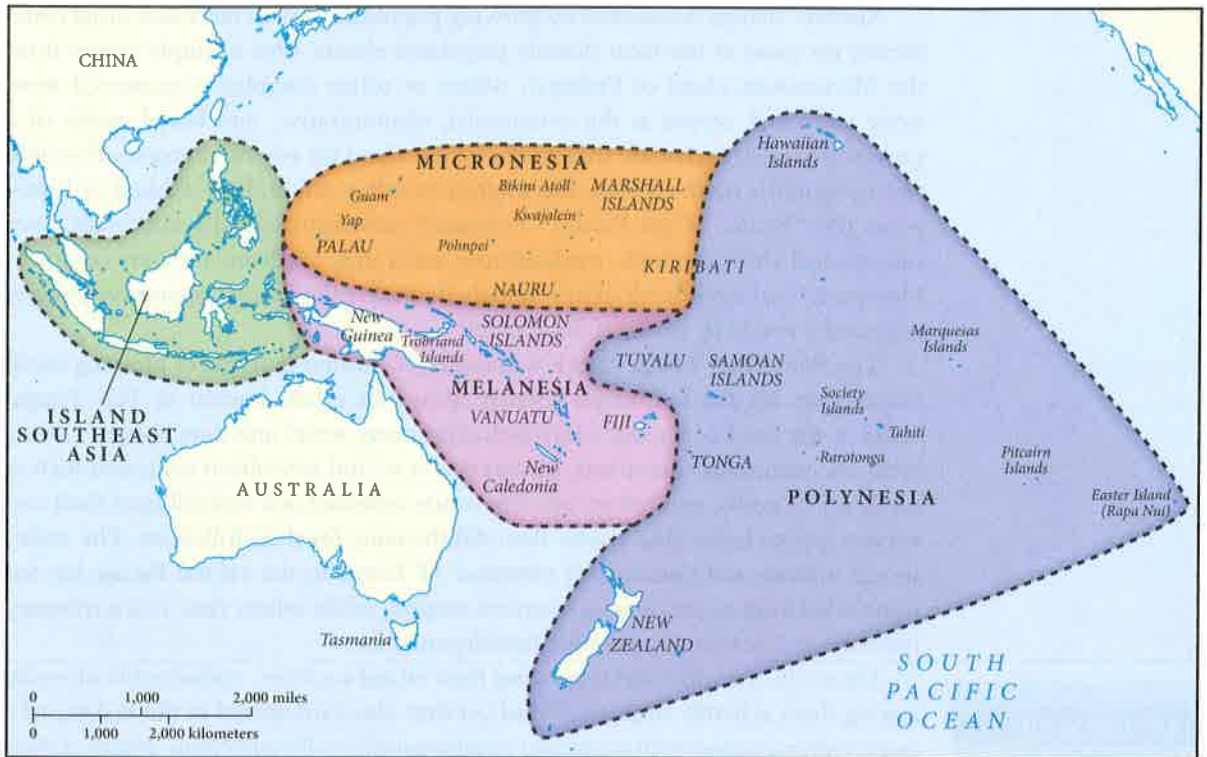 CHINA
Hawaiian
Islands
MICRONESIA
Bikini Atoll
MARSHALL
ISLANDS
Guam
Kwajalein
Yap
PALAU
Pohnpei
KIRIBATI
NAURU
New
Guinea
Trobriand
Islands
SOLOMON
ISLANDS
Marquesas
Islands
TUVALU
SAMOAN
ISLANDS
MELANESIA
VANUATU
FIJI
Society
Islands
Tahiti
Rarotonga
Pitcairn
Islands
ISLAND
SOUTHEAST
ASIA
TONGA
New
Caledonia
AUSTRALIA
POLYNESIA
Easter Island
(Rapa Nui)
Tasmania
NEW
ZEALAND
SOUTH
PACIFIC
OCEAN
0 1,000 2,000 miles
0 1,000 2,000 kilometers